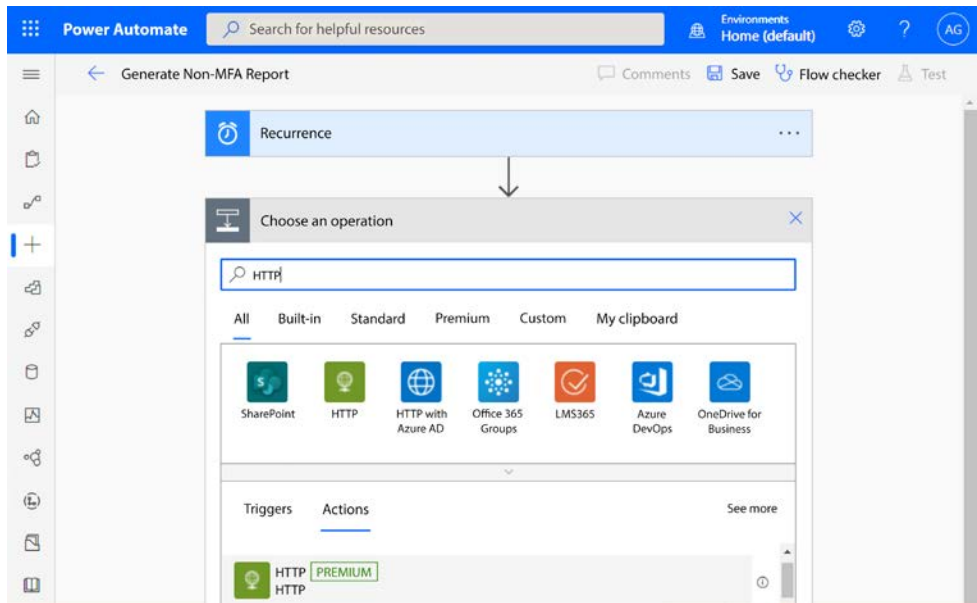 Power Automate
Search for helpful resources
Environments
Home (default)
?
AG
Generate Non-MFA Report
Comments
Save
Flow checker
Test
Recurrence
...
Choose an operation
HTTP
All
Built-in
Standard
Premium
Custom
My clipboard
SharePoint
HTTP
HTTP with
Azure AD
Office 365
Groups
LMS365
Azure
DevOps
OneDrive for
Business
Triggers
Actions
See more
HTTP PREMIUM
HTTP